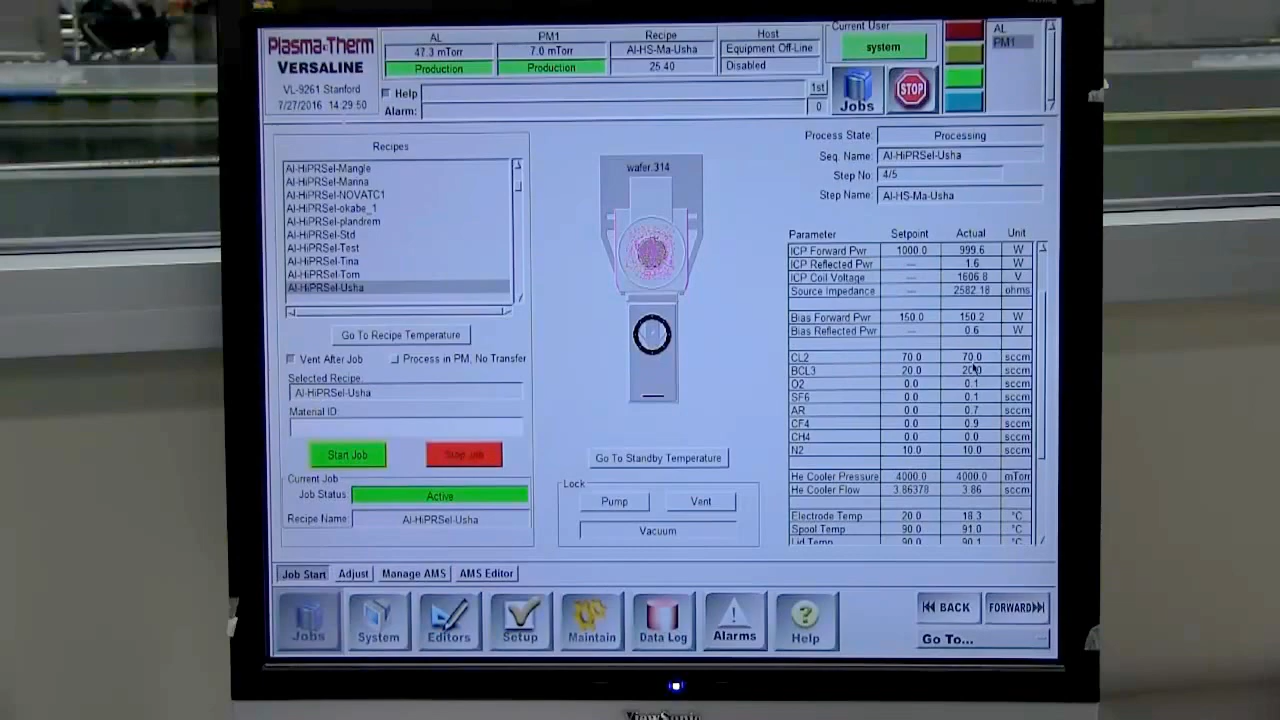 Plasma-Therm
VERSALINE
VL-9261 Stanford
7/27/2016 14:29:50
AL
47.3 mTorr
Production
PM1
7.0 mTorr
Production
Recipe
Al-HS-Ma-Usha
25.40
Host
Equipment Off-Line
Disabled
Current User
system
AL
PM1
Help
Alarm:
1st
0
Jobs
STOP
Recipes
Al-HiPRSel-Mangle
Al-HiPRSel-Manna
Al-HiPRSel-NOVATC1
Al-HiPRSel-okabe_1
Al-HiPRSel-plandrem
Al-HiPRSel-Std
Al-HiPRSel-Test
Al-HiPRSel-Tina
Al-HiPRSel-Tom
Al-HiPRSel-Usha
Go To Recipe Temperature
Vent After Job
Process in PM, No Transfer
Selected Recipe
Al-HiPRSel-Usha
Material ID
Start Job
Stop Job
Current Job
Job Status: Active
Recipe Name: Al-HiPRSel-Usha
wafer.314
Go To Standby Temperature
Lock
Pump
Vent
Vacuum
Process State: Processing
Seq. Name: Al-HiPRSel-Usha
Step No: 4/5
Step Name: Al-HS-Ma-Usha
Parameter Setpoint Actual Unit
ICP Forward Pwr 1000.0 999.6 W
ICP Reflected Pwr --- 1.6 W
ICP Coil Voltage --- 1606.8 V
Source Impedance --- 2582.18 ohms
Bias Forward Pwr 150.0 150.2 W
Bias Reflected Pwr --- 0.6 W
CL2 70.0 70.0 sccm
BCL3 20.0 20.0 sccm
O2 0.0 0.1 sccm
SF6 0.0 0.1 sccm
AR 0.0 0.7 sccm
CF4 0.0 0.9 sccm
CH4 0.0 0.0 sccm
N2 10.0 10.0 sccm
He Cooler Pressure 4000.0 4000.0 mTorr
He Cooler Flow 3.86378 3.86 sccm
Electrode Temp 20.0 18.3 °C
Spool Temp 90.0 91.0 °C
Lid Temp 90.0 90.1 °C
Job Start
Adjust
Manage AMS
AMS Editor
Jobs
System
Editors
Setup
Maintain
Data Log
Alarms
Help
BACK
FORWARD
Go To...
ViewSonic